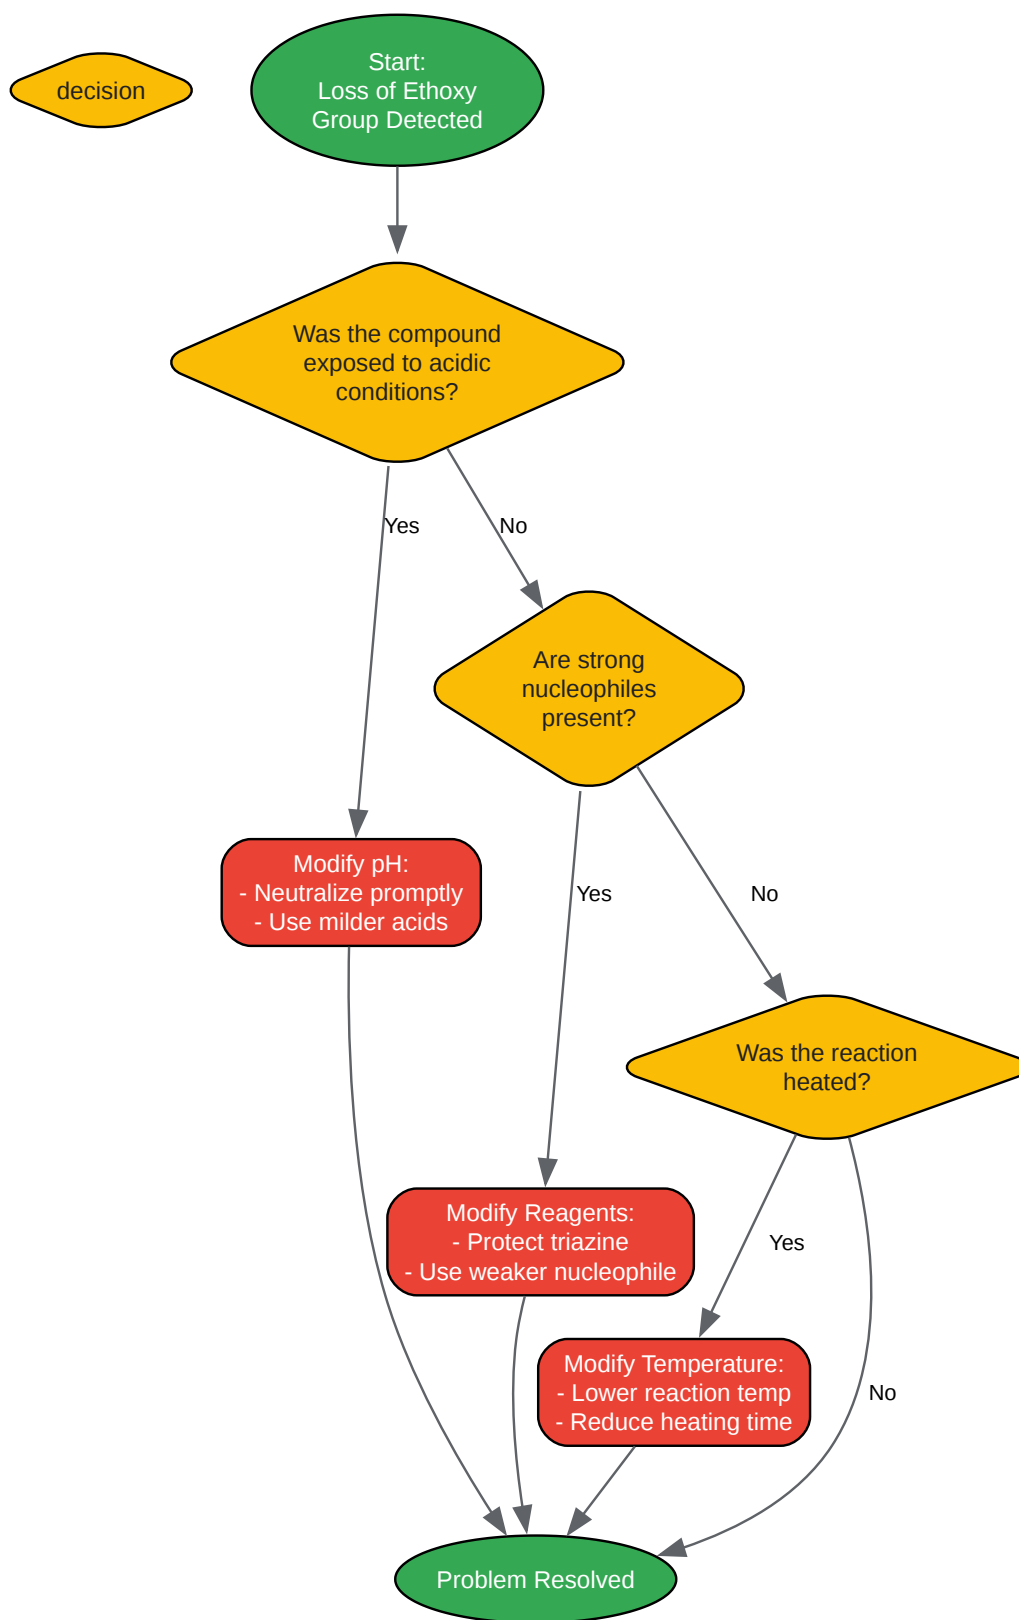 decision
Start:
Loss of Ethoxy
Group Detected
Was the compound
exposed to acidic
conditions?
Yes
No
Are strong
nucleophiles
present?
Modify pH:
- Neutralize promptly
- Use milder acids
Yes
No
Was the reaction
heated?
Modify Reagents:
- Protect triazine
- Use weaker nucleophile
Yes
No
Modify Temperature:
- Lower reaction temp
- Reduce heating time
Problem Resolved